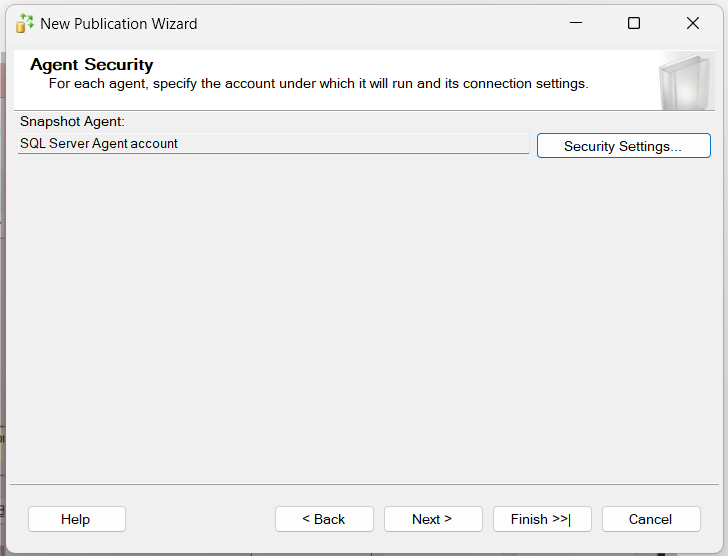 New Publication Wizard
Agent Security
For each agent, specify the account under which it will run and its connection settings.
Snapshot Agent:
SQL Server Agent account
Security Settings...
Help
< Back
Next >
Finish >>|
Cancel